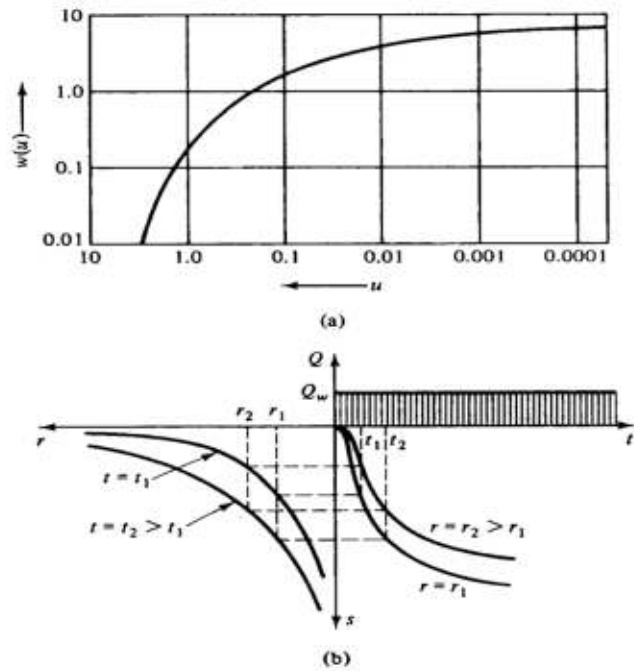 10
1.0
w(u)
0.1
0.01
10 1.0 0.1 0.01 0.001 0.0001
u
(a)
Q
Q_w
r r_2 r_1 t_1 t_2 t
t = t_1
t = t_2 > t_1
r = r_2 > r_1
r = r_1
s
(b)